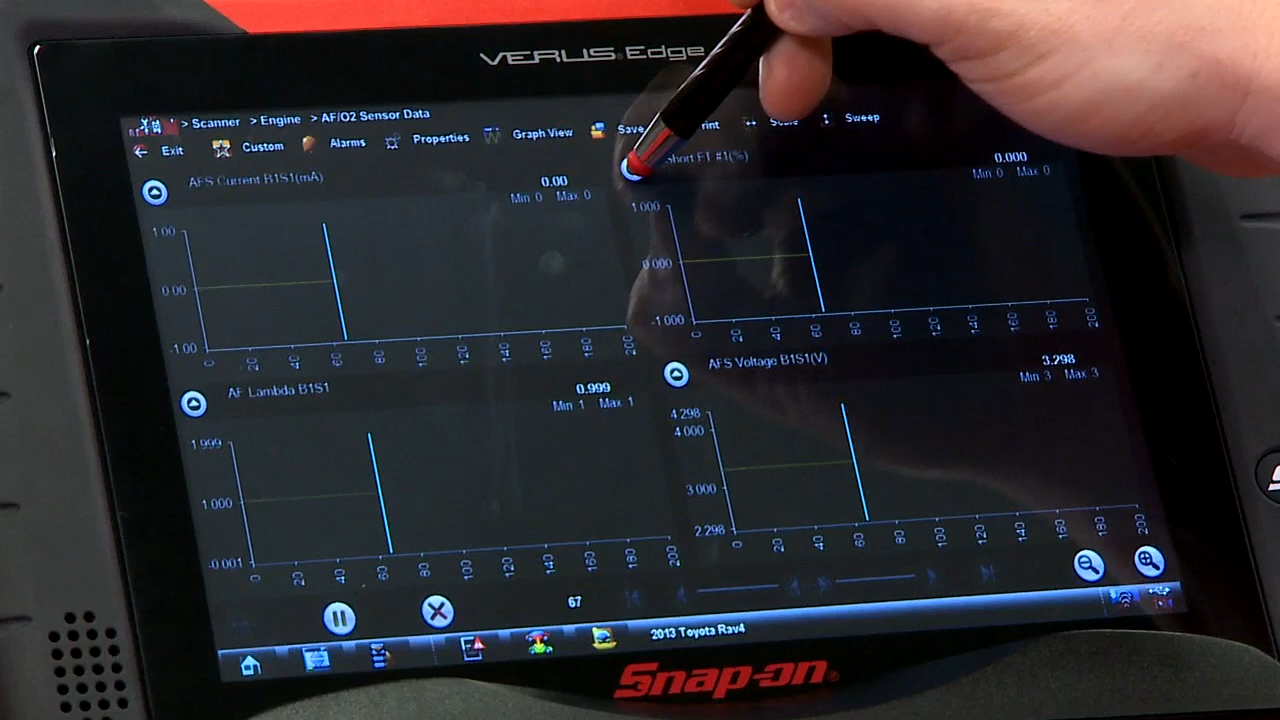 VERUS Edge
> Scanner > Engine > AF/O2 Sensor Data
Exit Custom Alarms Properties Graph View Save Scale Sweep
AFS Current B1S1(mA)
0.00
Min 0 Max 0
1.00
0.00
-1.00
0 20 40 60 80 100 120 140 160 180 200
Short FT #1(%)
0.000
Min 0 Max 0
1.000
0.000
-1.000
0 20 40 60 80 100 120 140 160 180 200
AF Lambda B1S1
0.999
Min 1 Max 1
1.999
1.000
-0.001
0 20 40 60 80 100 120 140 160 180 200
AFS Voltage B1S1(V)
3.298
Min 3 Max 3
4.298
4.000
3.000
2.298
0 20 40 60 80 100 120 140 160 180 200
67
2013 Toyota Rav4
Snap-on